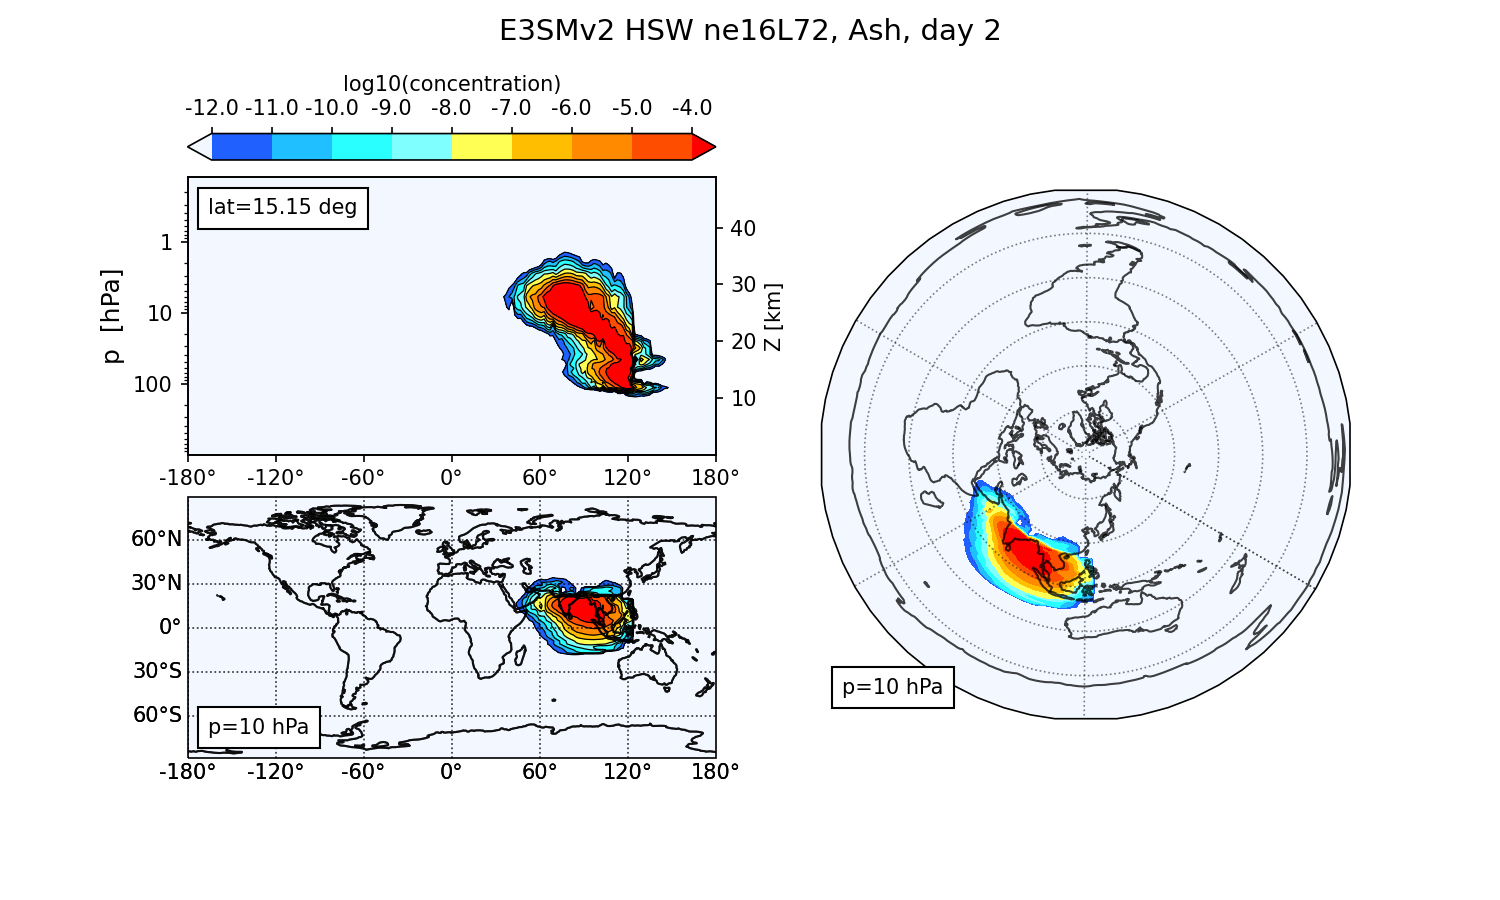 E3SMv2 HSW ne16L72, Ash, day 2
log10(concentration)
-12.0 -11.0 -10.0 -9.0 -8.0 -7.0 -6.0 -5.0 -4.0
lat=15.15 deg
p [hPa]
1
10
100
Z [km]
40
30
20
10
-180° -120° -60° 0° 60° 120° 180°
60°N
30°N
0°
30°S
60°S
p=10 hPa
-180° -120° -60° 0° 60° 120° 180°
p=10 hPa